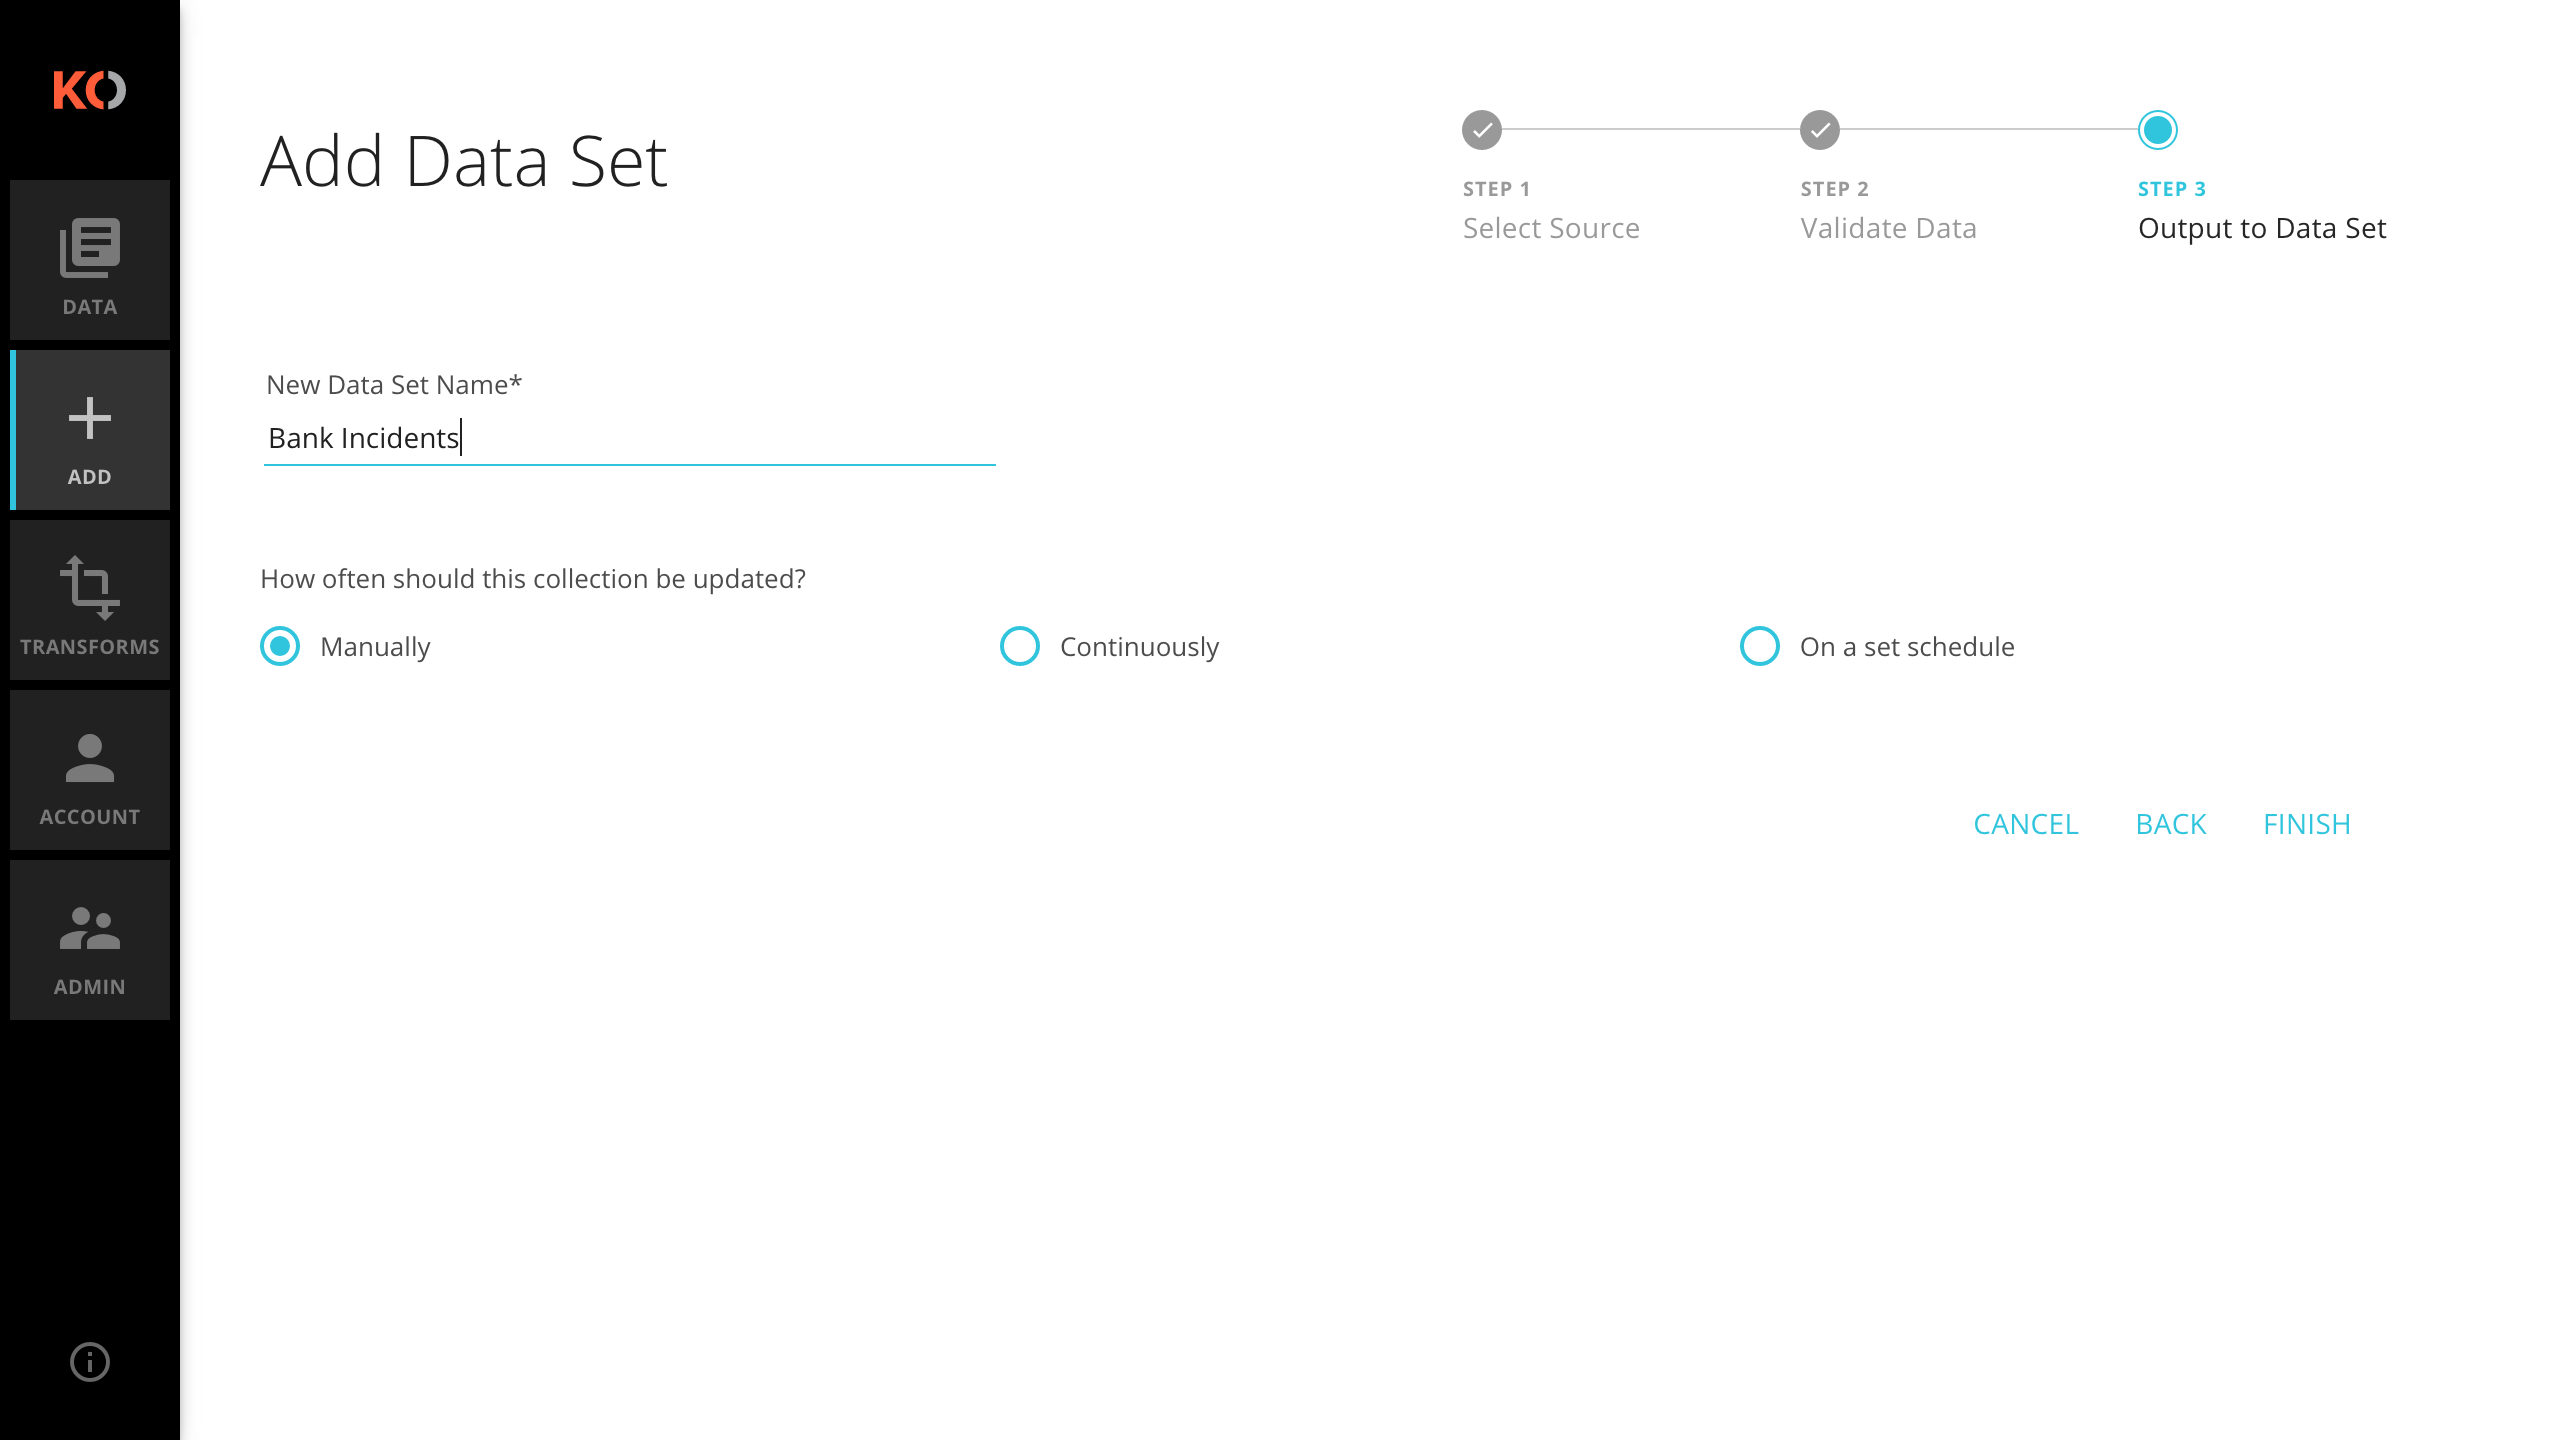 KO
DATA
ADD
TRANSFORMS
ACCOUNT
ADMIN
Add Data Set
STEP 1
Select Source
STEP 2
Validate Data
STEP 3
Output to Data Set
New Data Set Name*
Bank Incidents
How often should this collection be updated?
Manually
Continuously
On a set schedule
CANCEL
BACK
FINISH